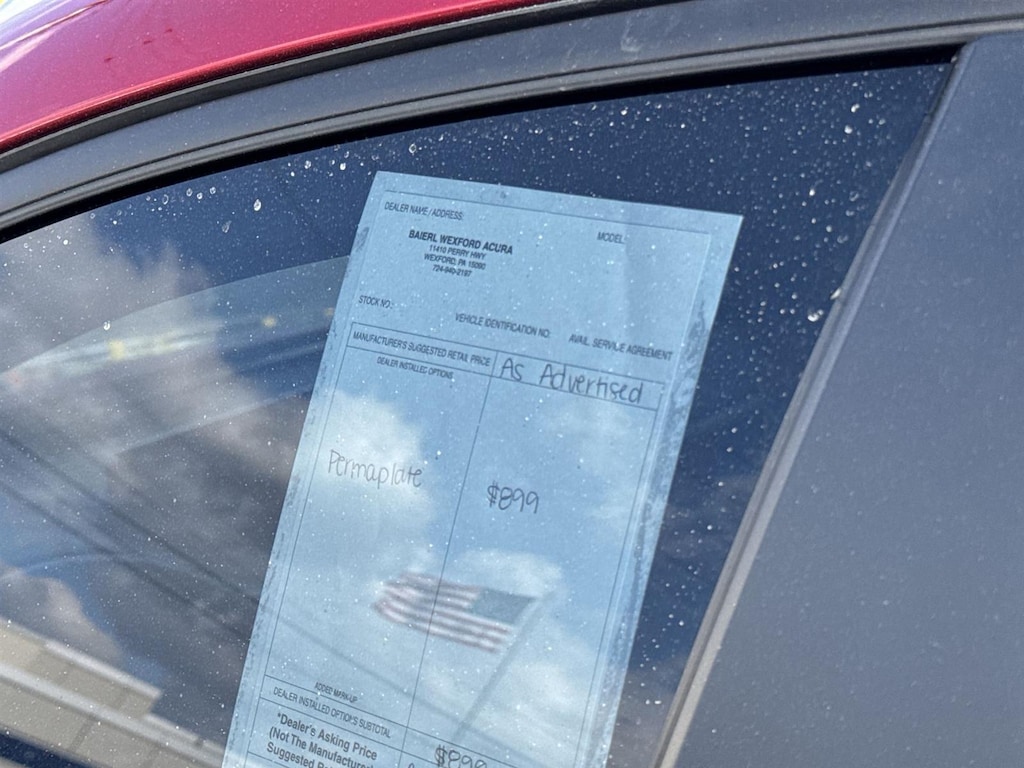 DEALER NAME / ADDRESS:
MODEL:
BAIERL WEXFORD ACURA
11410 PERRY HWY
WEXFORD, PA 15090
724-940-2197
STOCK NO.:
VEHICLE IDENTIFICATION NO:
AVAIL. SERVICE AGREEMENT
MANUFACTURER'S SUGGESTED RETAIL PRICE
As Advertised
DEALER INSTALLED OPTIONS
Permaplate
$899
ADDED MARK-UP
DEALER INSTALLED OPTIONS SUBTOTAL
$899
*Dealer's Asking Price
(Not The Manufacturer
Suggested